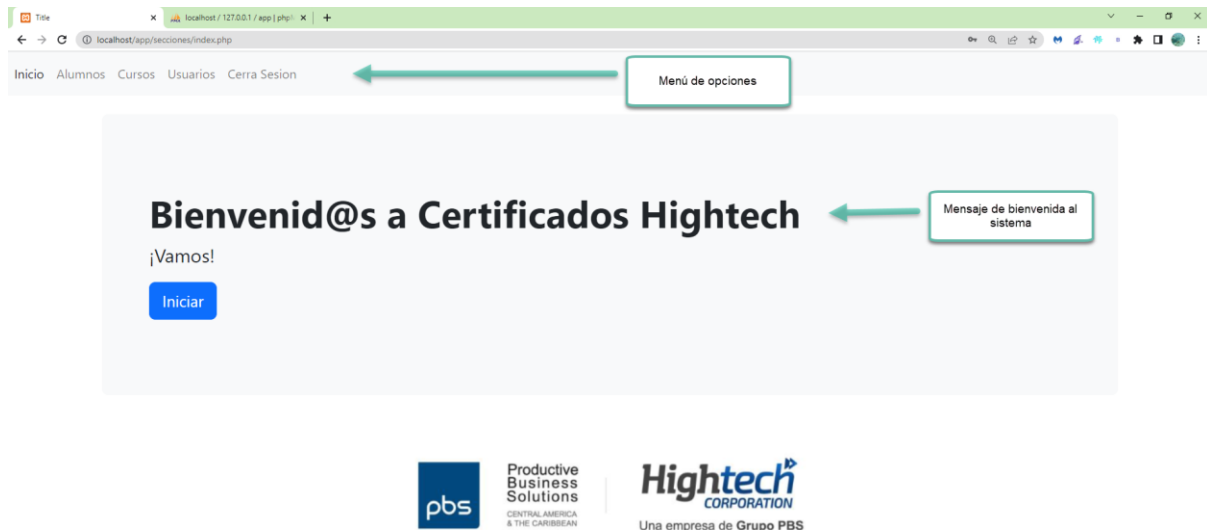 Title
localhost / 127.0.0.1 / app | php
localhost/app/secciones/index.php
Inicio Alumnos Cursos Usuarios Cerra Sesion
Menú de opciones
Bienvenid@s a Certificados Hightech
Mensaje de bienvenida al
sistema
¡Vamos!
Iniciar
pbs
Productive
Business
Solutions
CENTRAL AMERICA
& THE CARIBBEAN
Hightech
CORPORATION
Una empresa de Grupo PBS